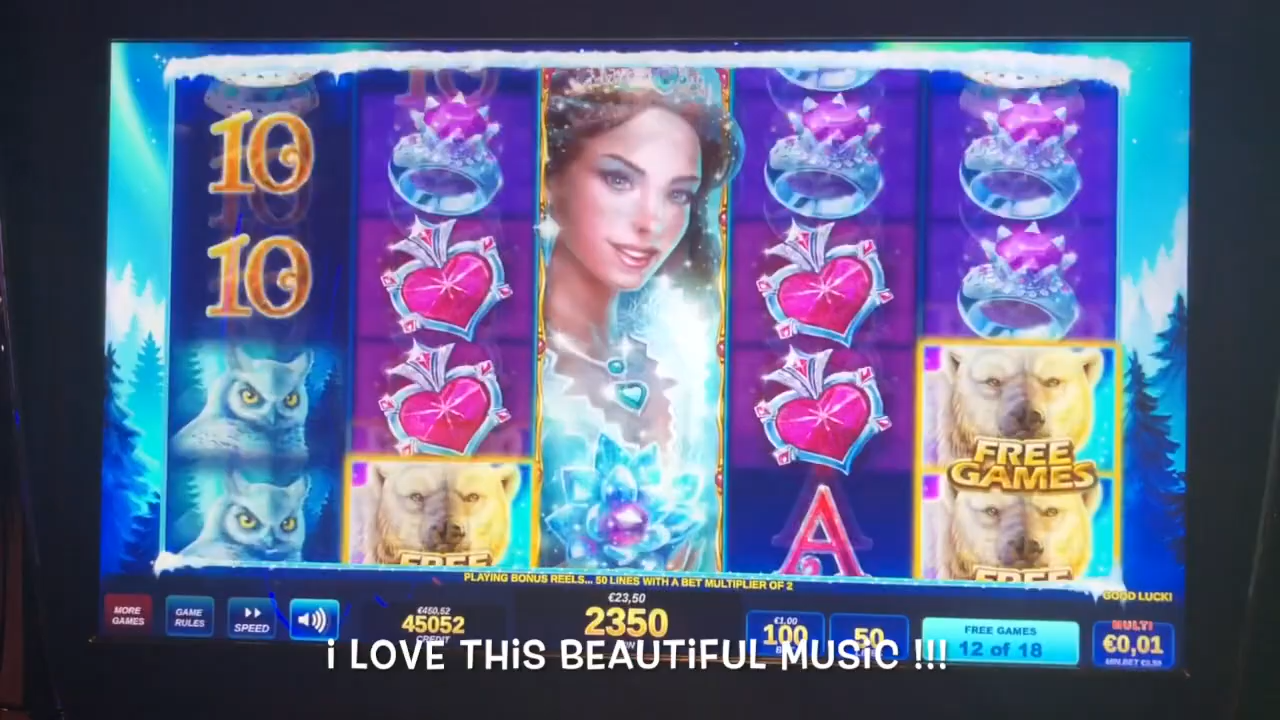 10
10
FREE
GAMES
FREE
A
FREE
PLAYING BONUS REELS... 50 LINES WITH A BET MULTIPLIER OF 2
GOOD LUCK!
MORE
GAMES
GAME
RULES
SPEED
€450,52
45052
CREDIT
€23,50
2350
€1,00
100
50
FREE GAMES
12 of 18
MULTI
€0,01
i LOVE THiS BEAUTiFUL MUSiC !!!